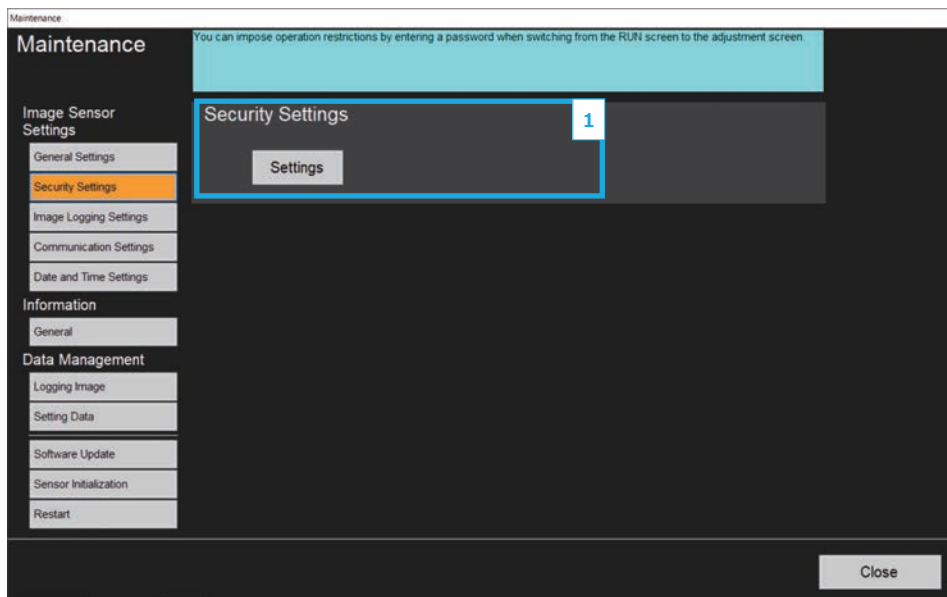 Maintenance
Maintenance
You can impose operation restrictions by entering a password when switching from the RUN screen to the adjustment screen.
Image Sensor
Settings
General Settings
Security Settings
Image Logging Settings
Communication Settings
Date and Time Settings
Information
General
Data Management
Logging Image
Setting Data
Software Update
Sensor Initialization
Restart
Security Settings
1
Settings
Close